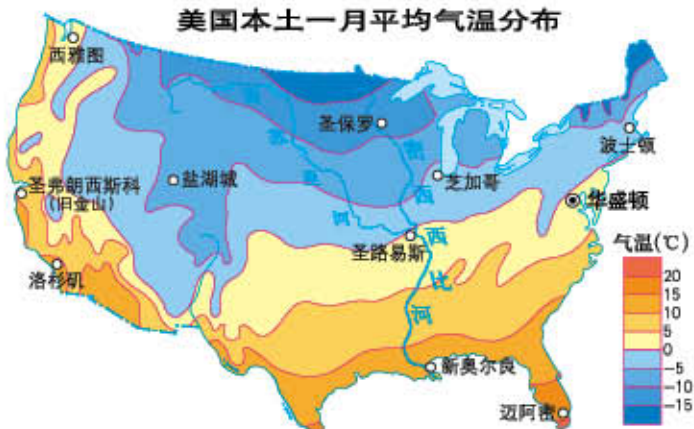 美国本土一月平均气温分布
西雅图
圣保罗
波士顿
盐湖城
芝加哥
圣弗朗西斯科
(旧金山)
华盛顿
密西西比河
圣路易斯
洛杉矶
新奥尔良
迈阿密
气温(℃)
20
15
10
5
0
-5
-10
-15